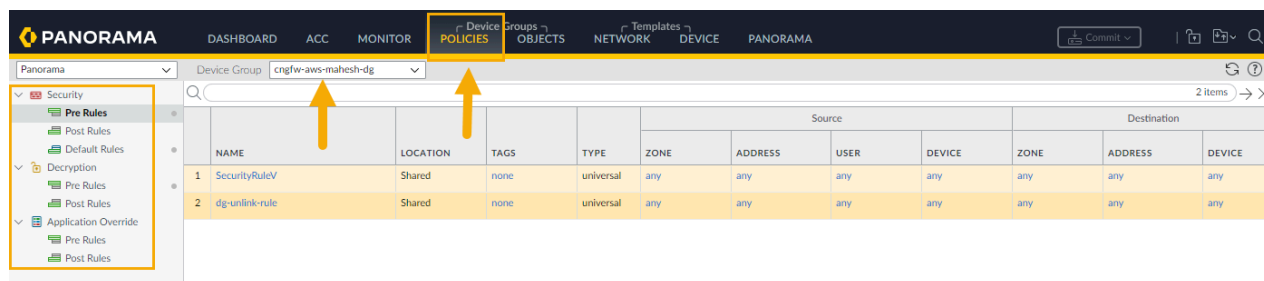 Device Groups
Templates
PANORAMA
DASHBOARD ACC MONITOR POLICIES OBJECTS NETWORK DEVICE PANORAMA
Commit
Panorama
Device Group cngfw-aws-mahesh-dg
Security
Pre Rules
Post Rules
Default Rules
Decryption
Pre Rules
Post Rules
Application Override
Pre Rules
Post Rules
2 items
Source Destination
NAME LOCATION TAGS TYPE ZONE ADDRESS USER DEVICE ZONE ADDRESS DEVICE
1 SecurityRuleV Shared none universal any any any any any any any
2 dg-unlink-rule Shared none universal any any any any any any any